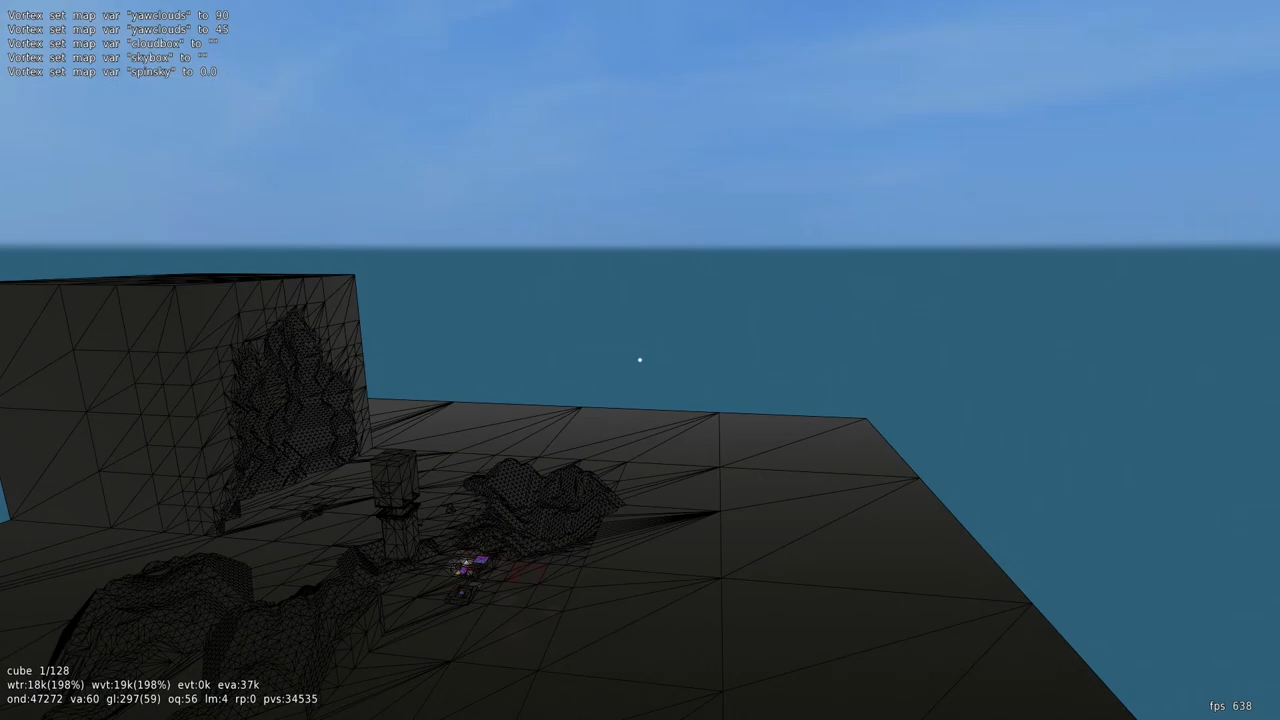 Vortex set map var "yawclouds" to 90
Vortex set map var "yawclouds" to 45
Vortex set map var "cloudbox" to ""
Vortex set map var "skybox" to ""
Vortex set map var "spinsky" to 0.0
cube 1/128
wtr:18k(198%) wvt:19k(198%) evt:0k eva:37k
ond:47272 va:60 gl:297(59) oq:56 lm:4 rp:0 pvs:34535
fps 638